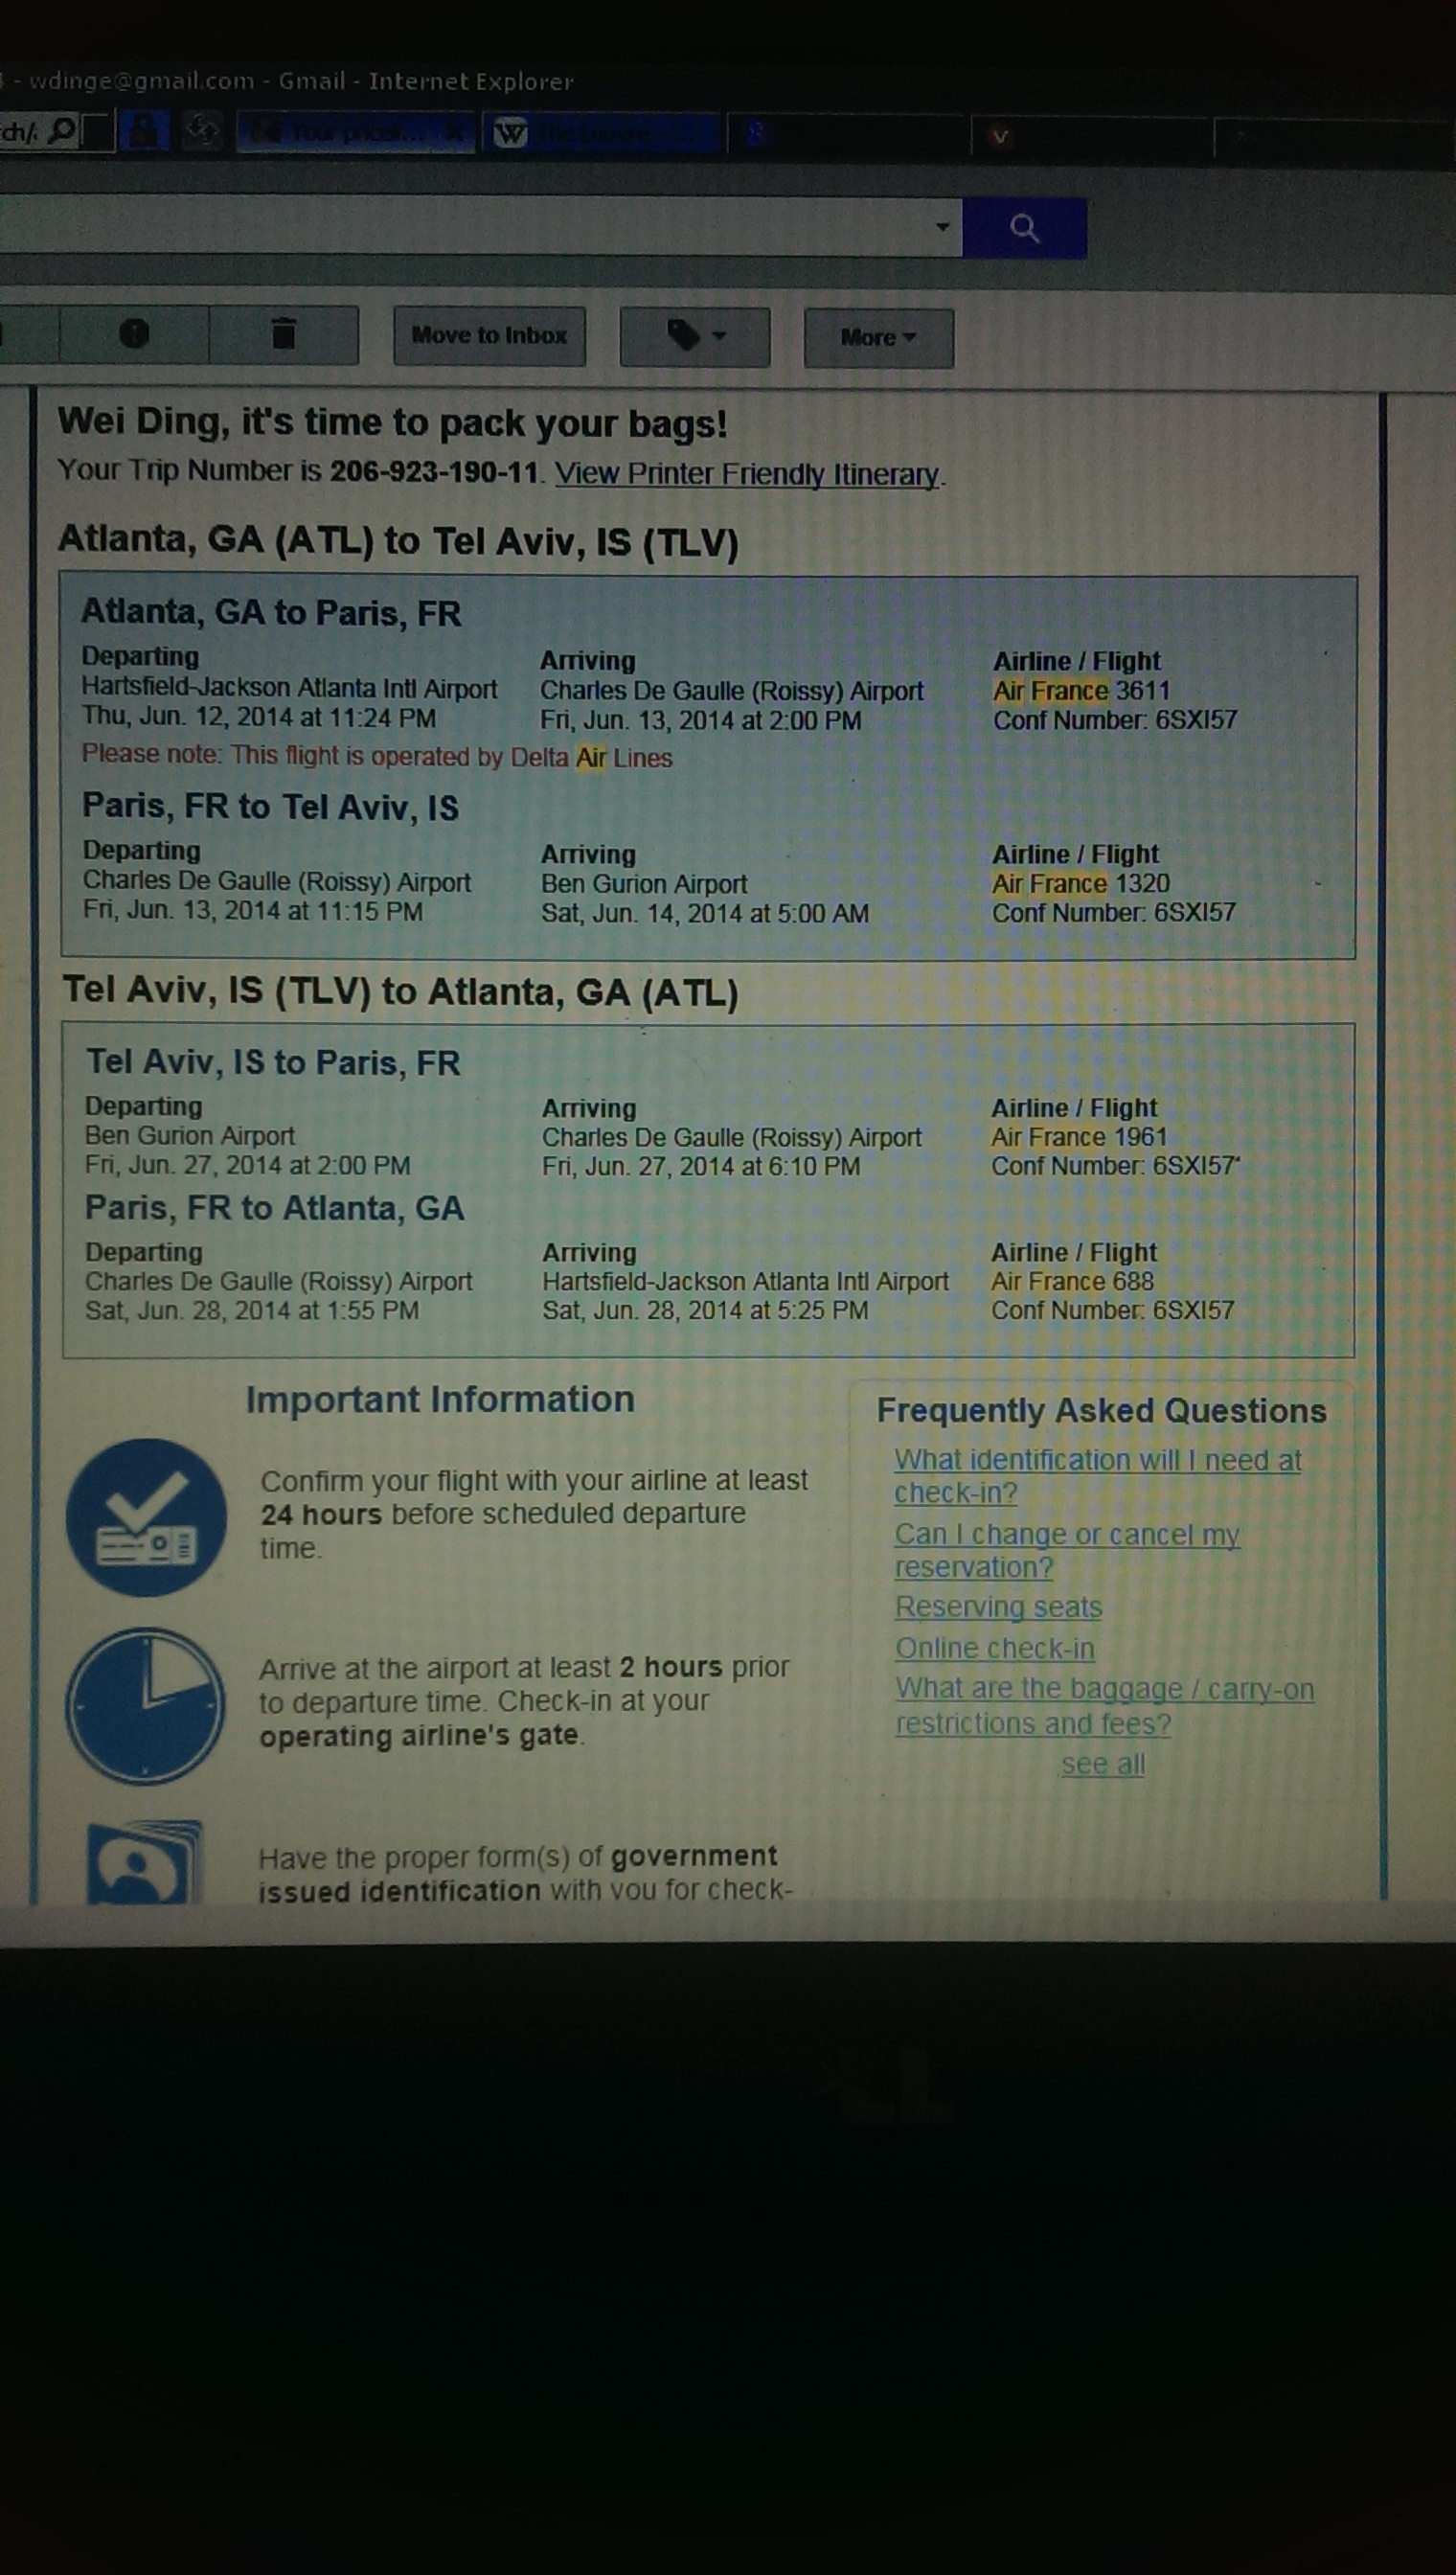 - wdinge@gmail.com - Gmail - Internet Explorer
Move to Inbox
More
Wei Ding, it's time to pack your bags!
Your Trip Number is 206-923-190-11. View Printer Friendly Itinerary.
Atlanta, GA (ATL) to Tel Aviv, IS (TLV)
Atlanta, GA to Paris, FR
Departing Arriving Airline / Flight
Hartsfield-Jackson Atlanta Intl Airport Charles De Gaulle (Roissy) Airport Air France 3611
Thu, Jun. 12, 2014 at 11:24 PM Fri, Jun. 13, 2014 at 2:00 PM Conf Number: 6SXI57
Please note: This flight is operated by Delta Air Lines
Paris, FR to Tel Aviv, IS
Departing Arriving Airline / Flight
Charles De Gaulle (Roissy) Airport Ben Gurion Airport Air France 1320
Fri, Jun. 13, 2014 at 11:15 PM Sat, Jun. 14, 2014 at 5:00 AM Conf Number: 6SXI57
Tel Aviv, IS (TLV) to Atlanta, GA (ATL)
Tel Aviv, IS to Paris, FR
Departing Arriving Airline / Flight
Ben Gurion Airport Charles De Gaulle (Roissy) Airport Air France 1961
Fri, Jun. 27, 2014 at 2:00 PM Fri, Jun. 27, 2014 at 6:10 PM Conf Number: 6SXI57
Paris, FR to Atlanta, GA
Departing Arriving Airline / Flight
Charles De Gaulle (Roissy) Airport Hartsfield-Jackson Atlanta Intl Airport Air France 688
Sat, Jun. 28, 2014 at 1:55 PM Sat, Jun. 28, 2014 at 5:25 PM Conf Number: 6SXI57
Important Information
Confirm your flight with your airline at least
24 hours before scheduled departure
time.
Arrive at the airport at least 2 hours prior
to departure time. Check-in at your
operating airline's gate.
Have the proper form(s) of government
issued identification with you for check-
Frequently Asked Questions
What identification will I need at
check-in?
Can I change or cancel my
reservation?
Reserving seats
Online check-in
What are the baggage / carry-on
restrictions and fees?
see all